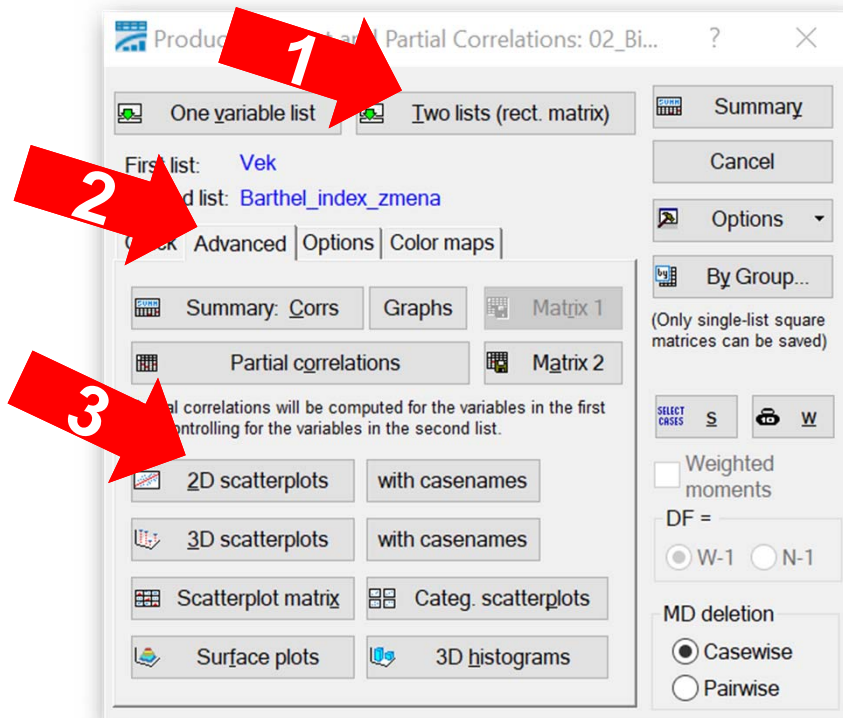 Produc and Partial Correlations: 02_Bi... ?
1
One variable list
Two lists (rect. matrix)
Summary
First list: Vek
Cancel
2
d list: Barthel_index_zmena
Options
Advanced
Options
Color maps
By Group...
Summary: Corrs
Graphs
Matrix 1
(Only single-list square
matrices can be saved)
Partial correlations
Matrix 2
3
al correlations will be computed for the variables in the first
ontrolling for the variables in the second list.
SELECT
CASES
S
W
2D scatterplots
with casenames
Weighted
moments
3D scatterplots
with casenames
DF =
W-1
N-1
Scatterplot matrix
Categ. scatterplots
MD deletion
Surface plots
3D histograms
Casewise
Pairwise